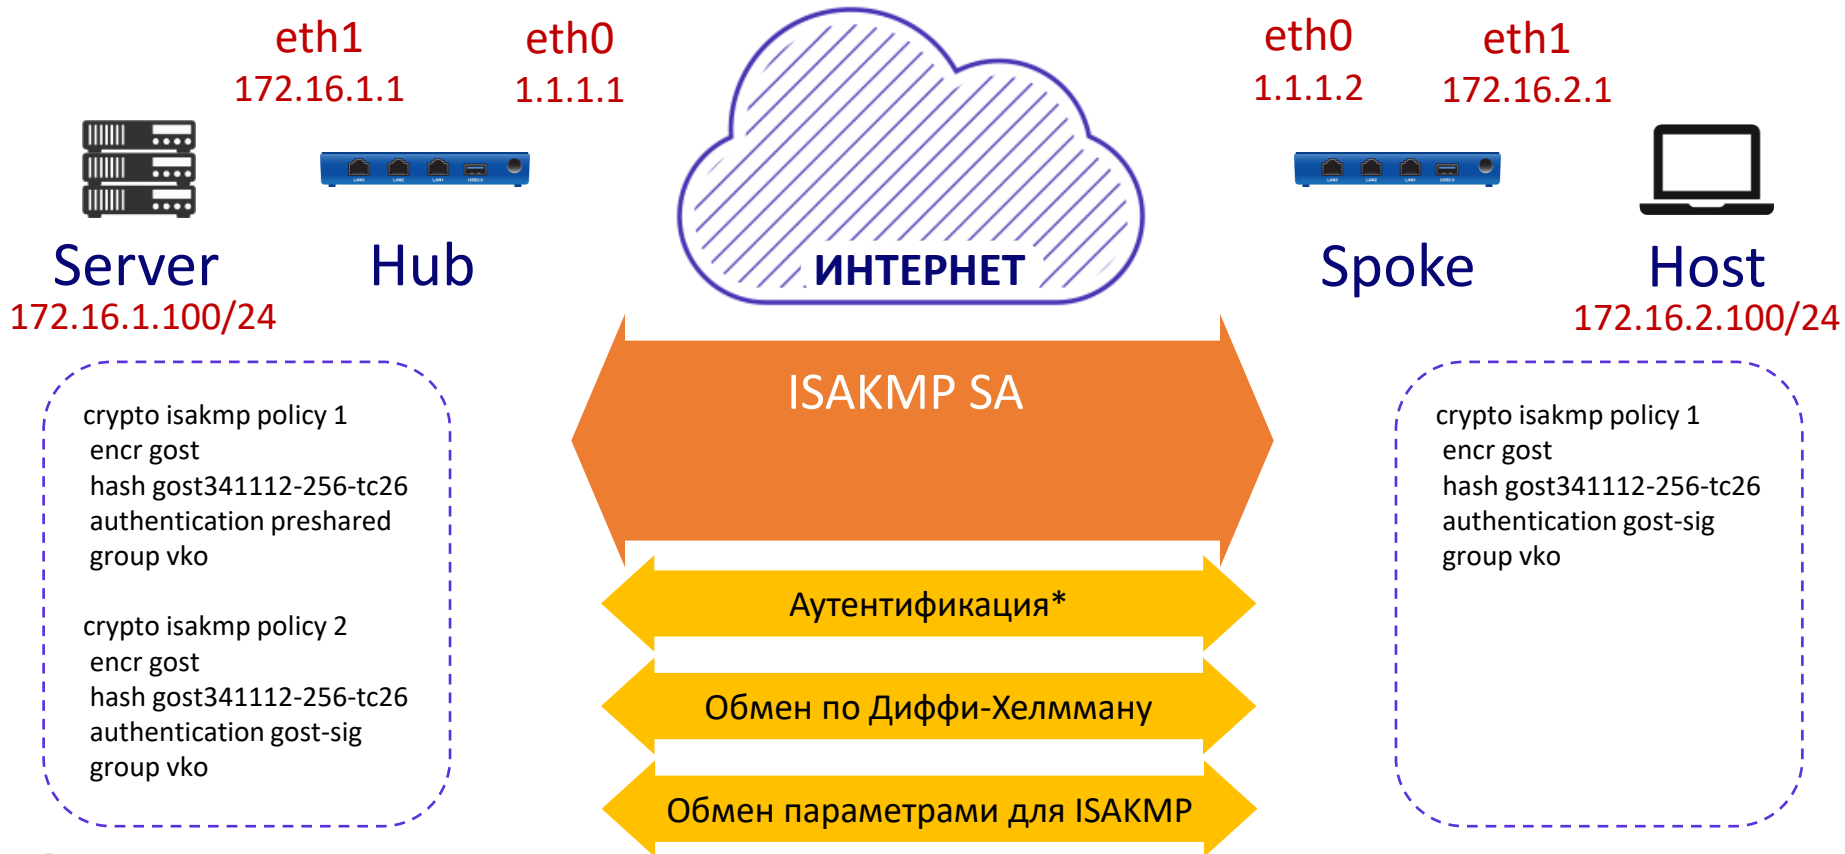 eth1
172.16.1.1
eth0
1.1.1.1
eth0
1.1.1.2
eth1
172.16.2.1
Server
172.16.1.100/24
Hub
ИНТЕРНЕТ
Spoke
Host
172.16.2.100/24
crypto isakmp policy 1
encr gost
hash gost341112-256-tc26
authentication preshared
group vko
crypto isakmp policy 2
encr gost
hash gost341112-256-tc26
authentication gost-sig
group vko
ISAKMP SA
Аутентификация*
Обмен по Диффи-Хелмману
Обмен параметрами для ISAKMP
crypto isakmp policy 1
encr gost
hash gost341112-256-tc26
authentication gost-sig
group vko